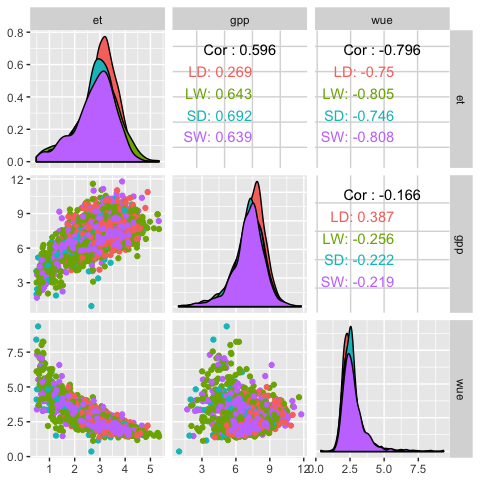 et gpp wue
0.8
0.6
0.4
0.2
0.0
Cor : 0.596
LD: 0.269
LW: 0.643
SD: 0.692
SW: 0.639
Cor : -0.796
LD: -0.75
LW: -0.805
SD: -0.746
SW: -0.808
et
12
9
6
3
Cor : -0.166
LD: 0.387
LW: -0.256
SD: -0.222
SW: -0.219
gpp
7.5
5.0
2.5
0.0
wue
1 2 3 4 5 3 6 9 12 0.0 2.5 5.0 7.5